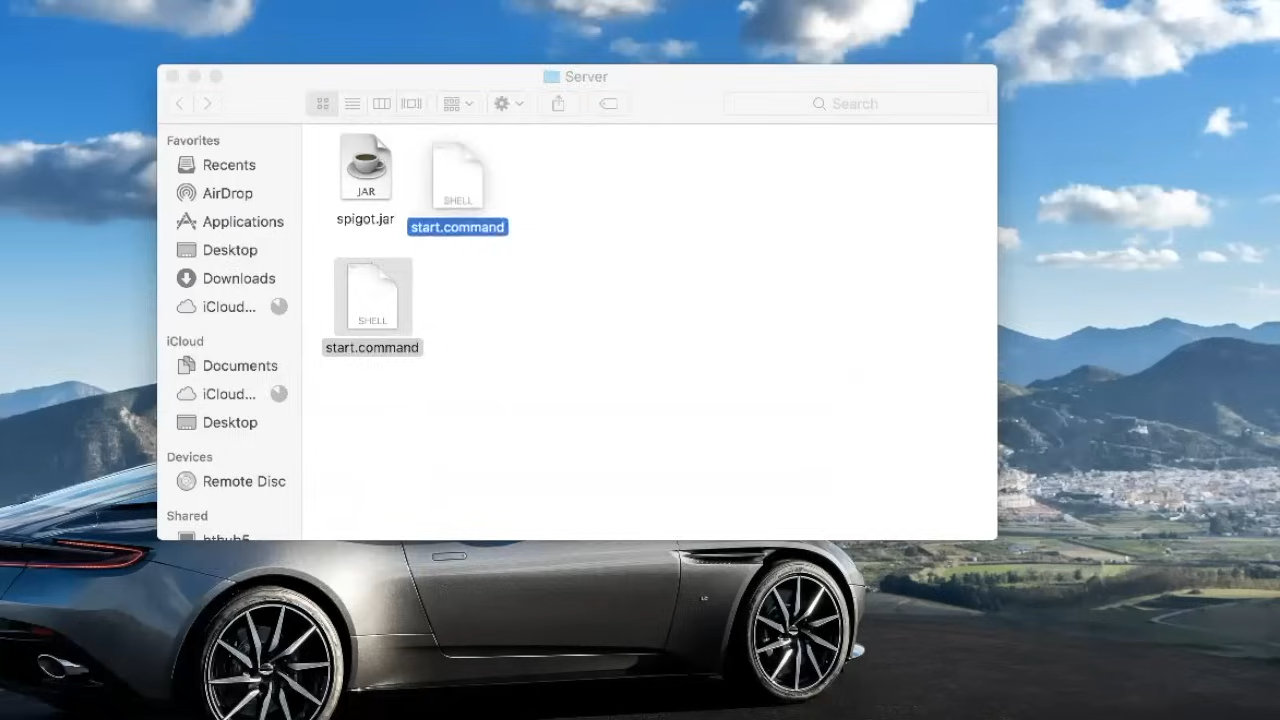 Server
Search
Favorites
Recents
AirDrop
Applications
Desktop
Downloads
iCloud...
iCloud
Documents
iCloud...
Desktop
Devices
Remote Disc
Shared
JAR
spigot.jar
SHELL
start.command
SHELL
start.command